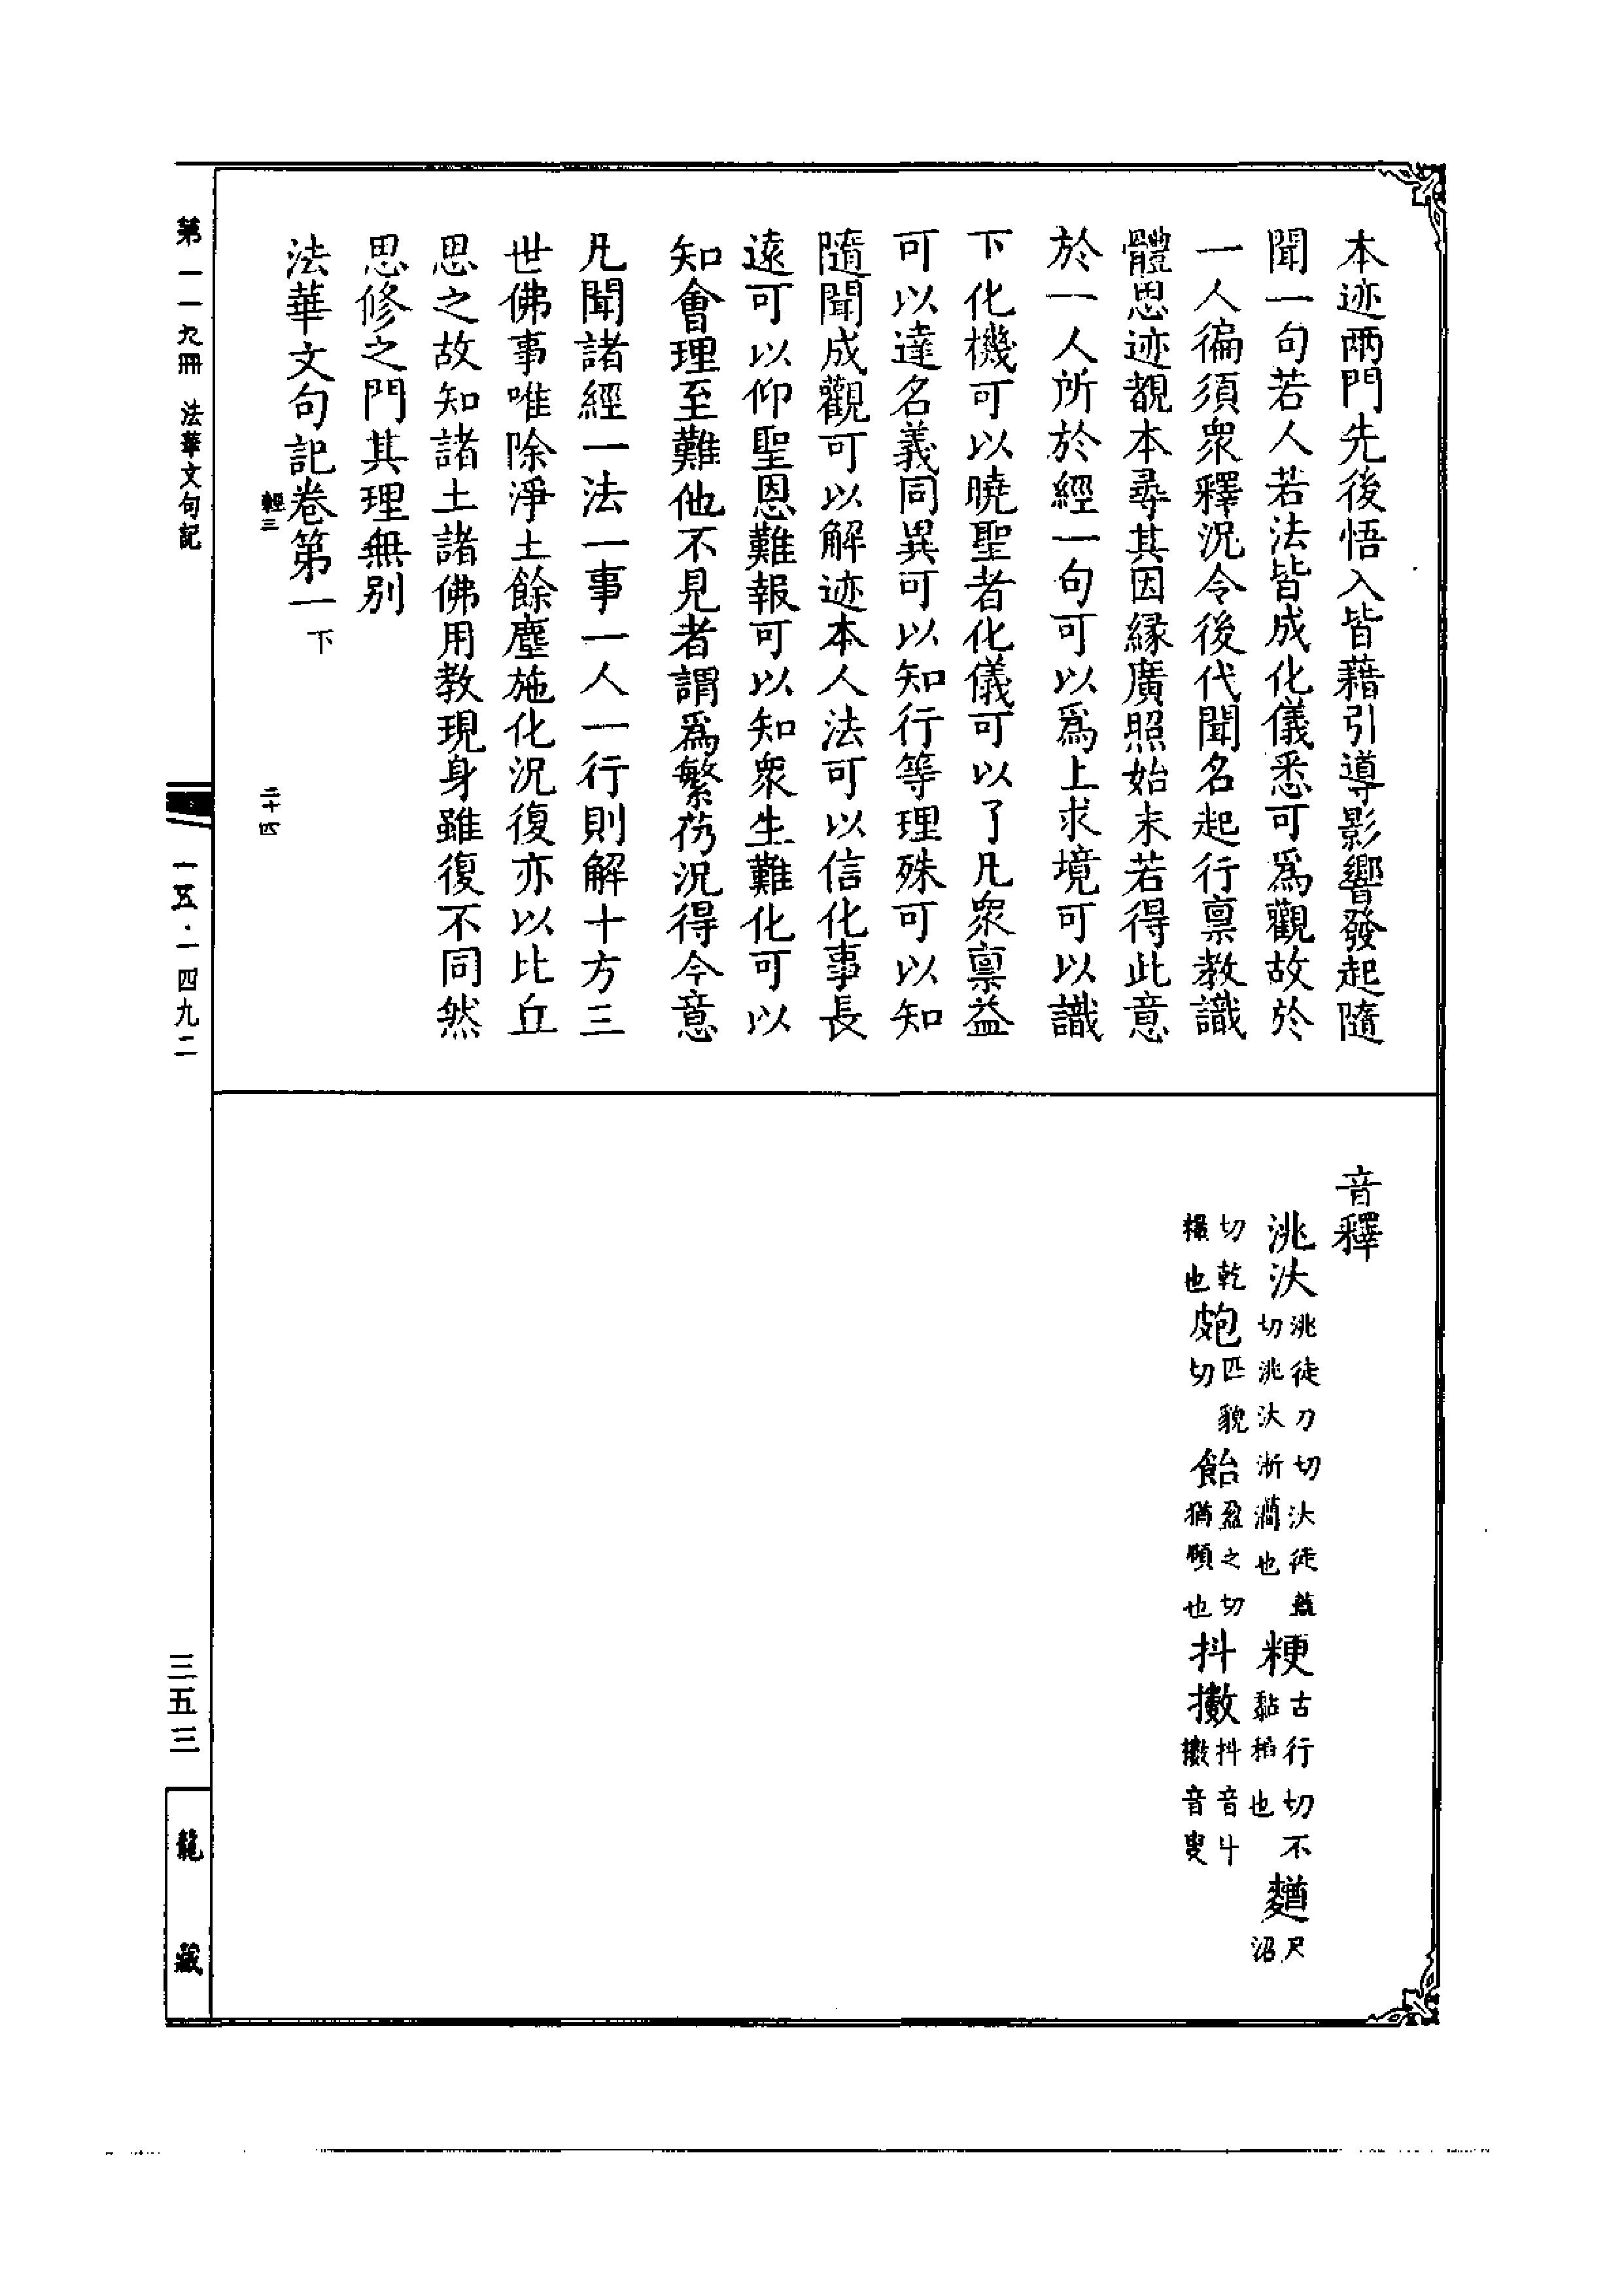 本迹兩門先後悟入皆藉引導影響發起隨
聞一句若人若法皆成化儀悉可爲觀故於
一人徧須衆釋況令後代聞名起行禀教識
體思迹覩本尋其因緣廣照始末若得此意
於一人所於經一句可以爲上求境可以識
下化機可以曉聖者化儀可以了凡衆禀益
可以達名義同異可以知行等理殊可以知
隨聞成觀可以解迹本人法可以信化事長
遠可以仰聖恩難報可以知衆生難化可以
知會理至難他不見者謂爲繁芿況得今意
凡聞諸經一法一事一人一行則解十方三
世佛事唯除淨土餘塵施化況復亦以比丘
思之故知諸土諸佛用教現身雖復不同然
思修之門其理無别
法華文句記卷第一下
輕三 二十四
音釋
洮汏洮徒刀切汏徒蓋切洮汏淅瀾也 粳古行切不黏稻也 䴬尺沼
切乾糧也 皰匹貌切 飴盈之切猶願也 抖擻抖音斗擻音叟
第一一九冊 法華文句記 一五·一四九二 三五三 龍藏